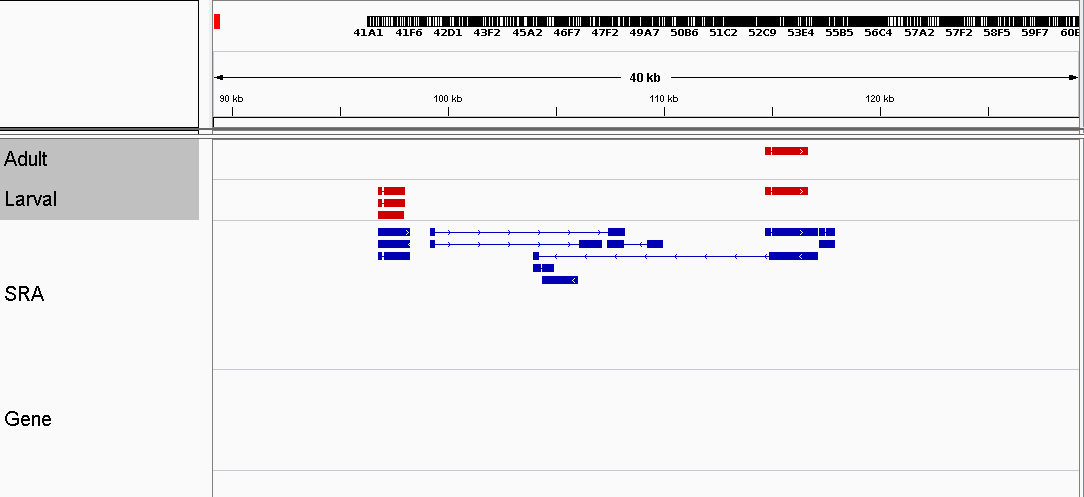 41A1 41F6 42D1 43F2 45A2 46F7 47F2 49A7 50B6 51C2 52C9 53E4 55B5 56C4 57A2 57F2 58F5 59F7 60E
40 kb
90 kb 100 kb 110 kb 120 kb
Adult
Larval
SRA
Gene